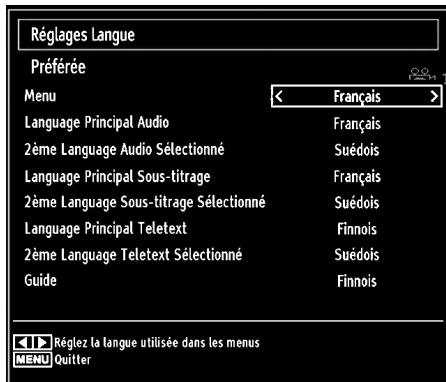 Réglages Langue
Préférée
Menu < Français >
Language Principal Audio Français
2ème Language Audio Sélectionné Suédois
Language Principal Sous-titrage Français
2ème Language Sous-titrage Sélectionné Suédois
Language Principal Teletext Finnois
2ème Language Teletext Sélectionné Suédois
Guide Finnois
Réglez la langue utilisée dans les menus
MENU Quitter